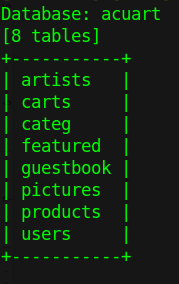 Database: acuart
[8 tables]
+-----------+
| artists   |
| carts     |
| categ     |
| featured  |
| guestbook |
| pictures  |
| products  |
| users     |
+-----------+